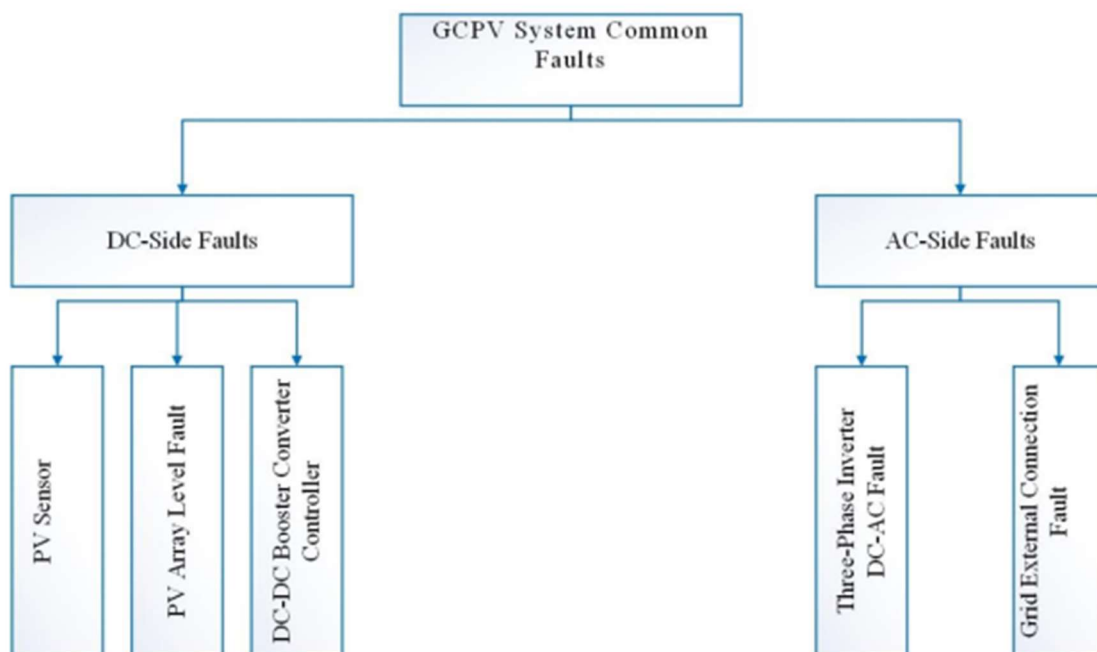 GCPV System Common
Faults
DC-Side Faults
AC-Side Faults
PV Sensor
PV Array Level Fault
DC-DC Booster Converter
Controller
Three-Phase Inverter
DC-AC Fault
Grid External Connection
Fault